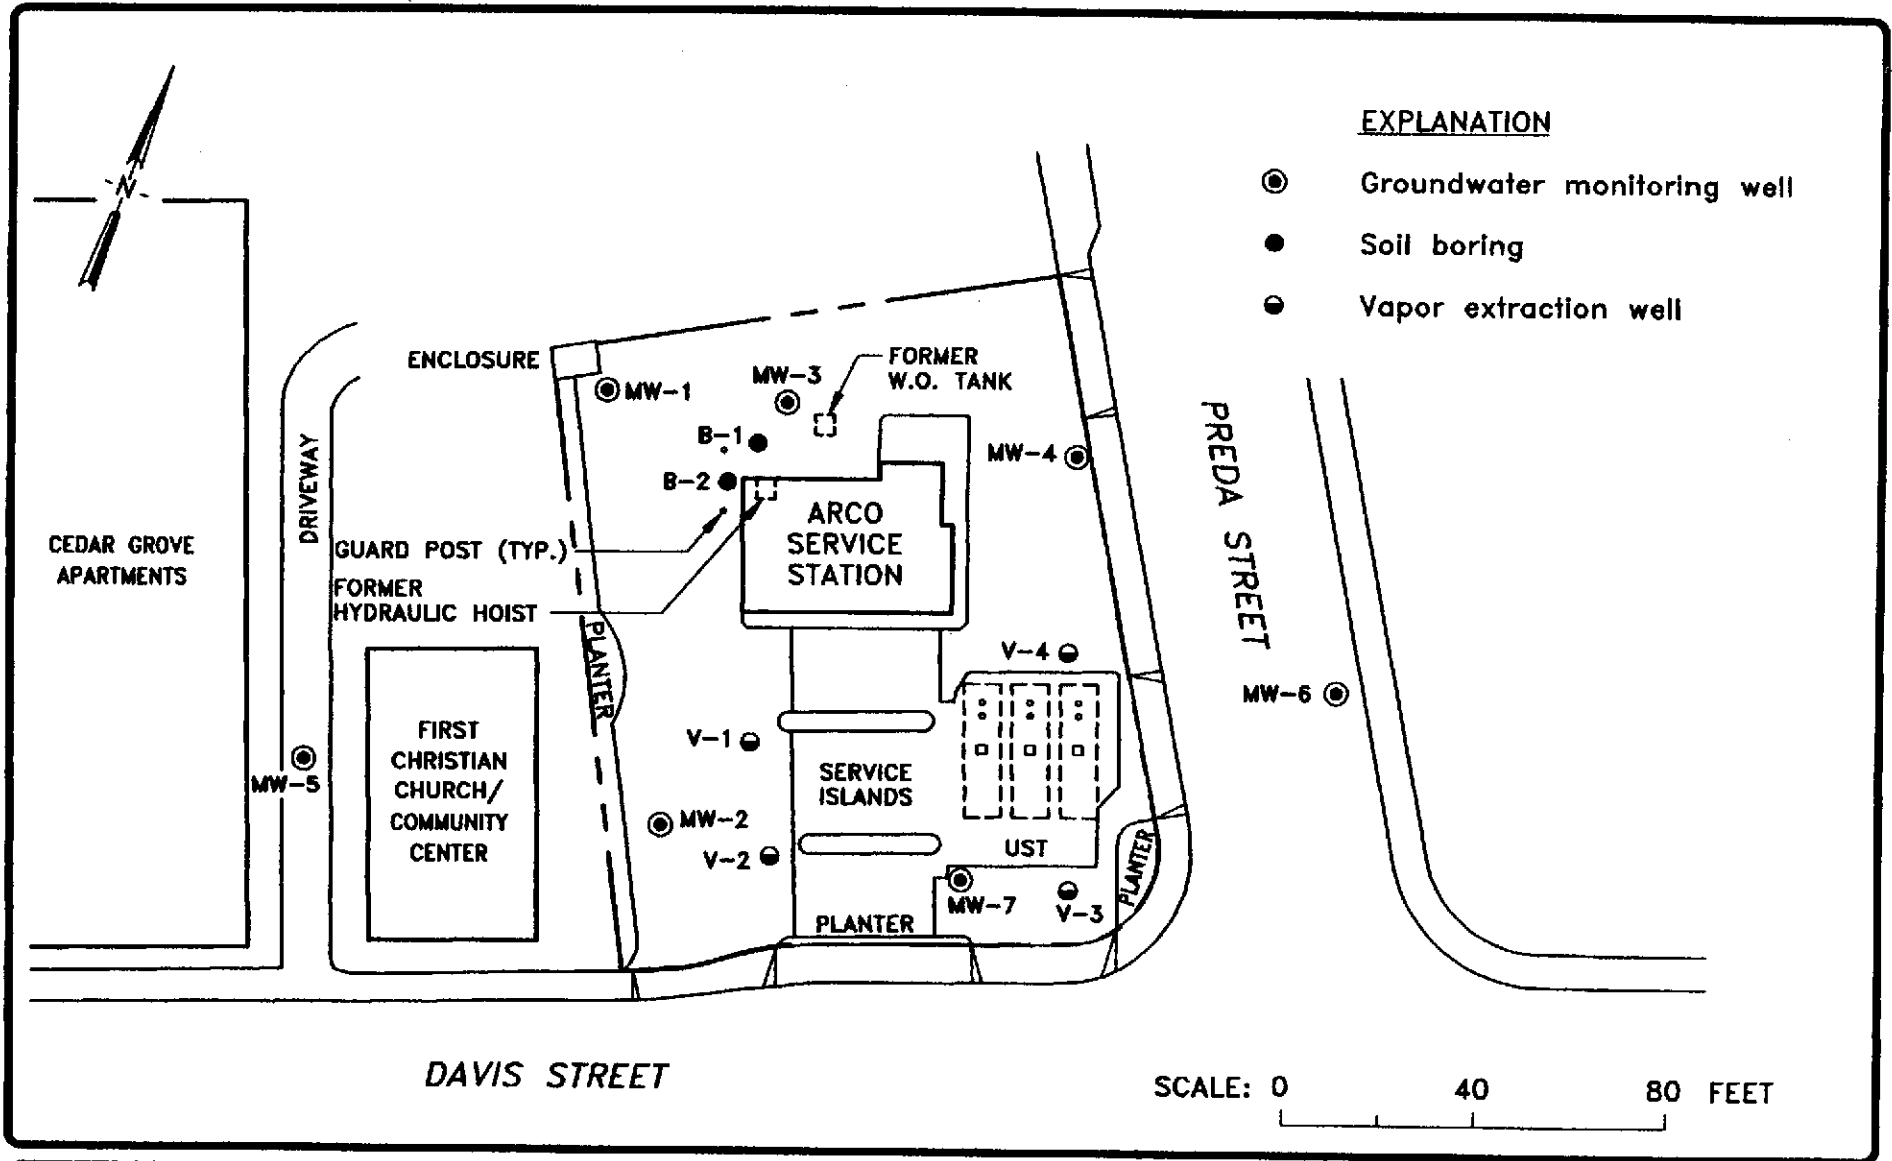 EXPLANATION
Groundwater monitoring well
Soil boring
Vapor extraction well
N
ENCLOSURE
MW-1
MW-3
FORMER
W.O. TANK
B-1
B-2
MW-4
PREDA STREET
DRIVEWAY
CEDAR GROVE
APARTMENTS
GUARD POST (TYP.)
FORMER
HYDRAULIC HOIST
ARCO
SERVICE
STATION
PLANTER
V-4
MW-6
FIRST
CHRISTIAN
CHURCH/
COMMUNITY
CENTER
MW-5
V-1
SERVICE
ISLANDS
MW-2
V-2
UST
PLANTER
MW-7
V-3
PLANTER
DAVIS STREET
SCALE: 0 40 80 FEET